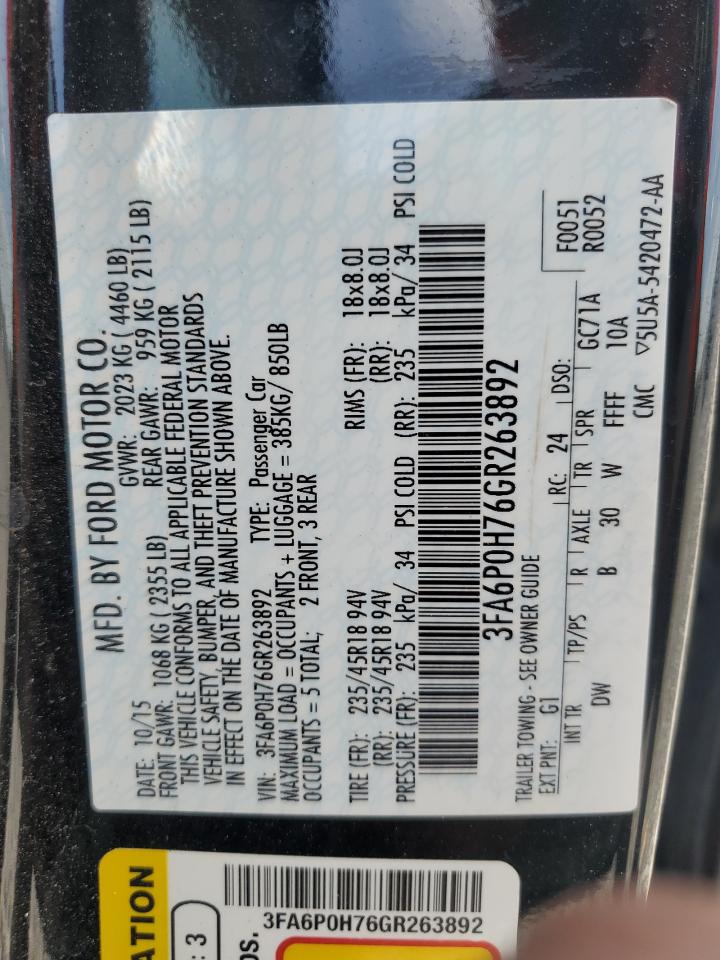 MFD. BY FORD MOTOR CO.
DATE: 10/15 GVWR: 2023 KG ( 4460 LB)
FRONT GAWR: 1068 KG ( 2355 LB) REAR GAWR: 959 KG ( 2115 LB)
THIS VEHICLE CONFORMS TO ALL APPLICABLE FEDERAL MOTOR
VEHICLE SAFETY, BUMPER, AND THEFT PREVENTION STANDARDS
IN EFFECT ON THE DATE OF MANUFACTURE SHOWN ABOVE.
VIN: 3FA6P0H76GR263892 TYPE: Passenger Car
MAXIMUM LOAD = OCCUPANTS + LUGGAGE = 385KG/ 850LB
OCCUPANTS = 5 TOTAL; 2 FRONT, 3 REAR
TIRE (FR): 235/45R18 94V RIMS (FR): 18x8.0J
(RR): 235/45R18 94V (RR): 18x8.0J
PRESSURE (FR): 235 kPa/ 34 PSI COLD (RR): 235 kPa/ 34 PSI COLD
3FA6P0H76GR263892
TRAILER TOWING - SEE OWNER GUIDE
F0051
R0052
EXT PNT: G1 RC: 24 DSO:
INT TR TP/PS R AXLE TR SPR GC71A
DW B 30 W FFFF 10A
CMC ▽5U5A-5420472-AA
ATION
: 3
os.
3FA6P0H76GR263892